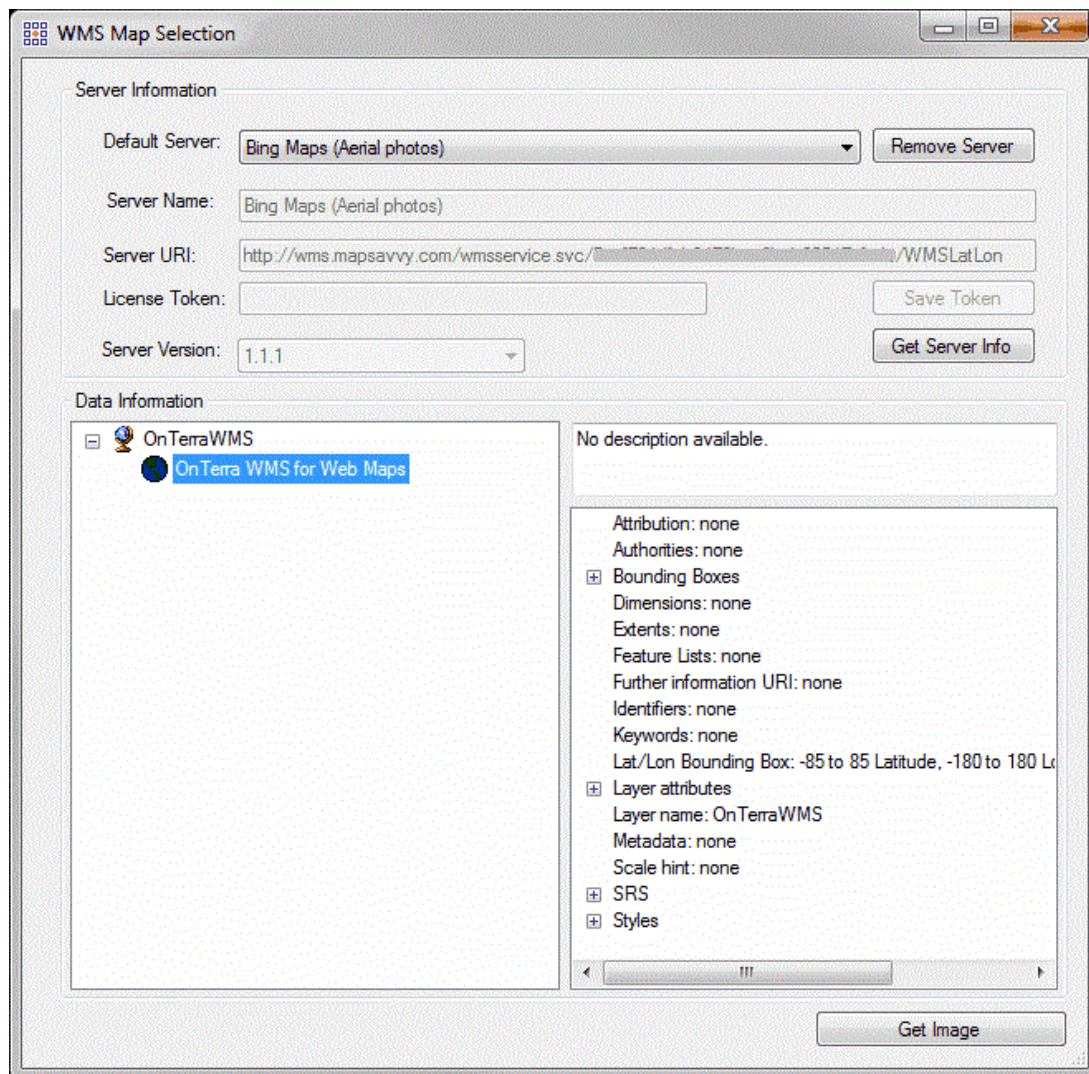 WMS Map Selection
Server Information
Default Server: Bing Maps (Aerial photos) Remove Server
Server Name: Bing Maps (Aerial photos)
Server URI: http://wms.mapsavvy.com/wmsservice.svc/ /WMSLatLon
License Token: Save Token
Server Version: 1.1.1 Get Server Info
Data Information
OnTerraWMS
OnTerra WMS for Web Maps
No description available.
Attribution: none
Authorities: none
Bounding Boxes
Dimensions: none
Extents: none
Feature Lists: none
Further information URI: none
Identifiers: none
Keywords: none
Lat/Lon Bounding Box: -85 to 85 Latitude, -180 to 180 Lo
Layer attributes
Layer name: OnTerraWMS
Metadata: none
Scale hint: none
SRS
Styles
Get Image